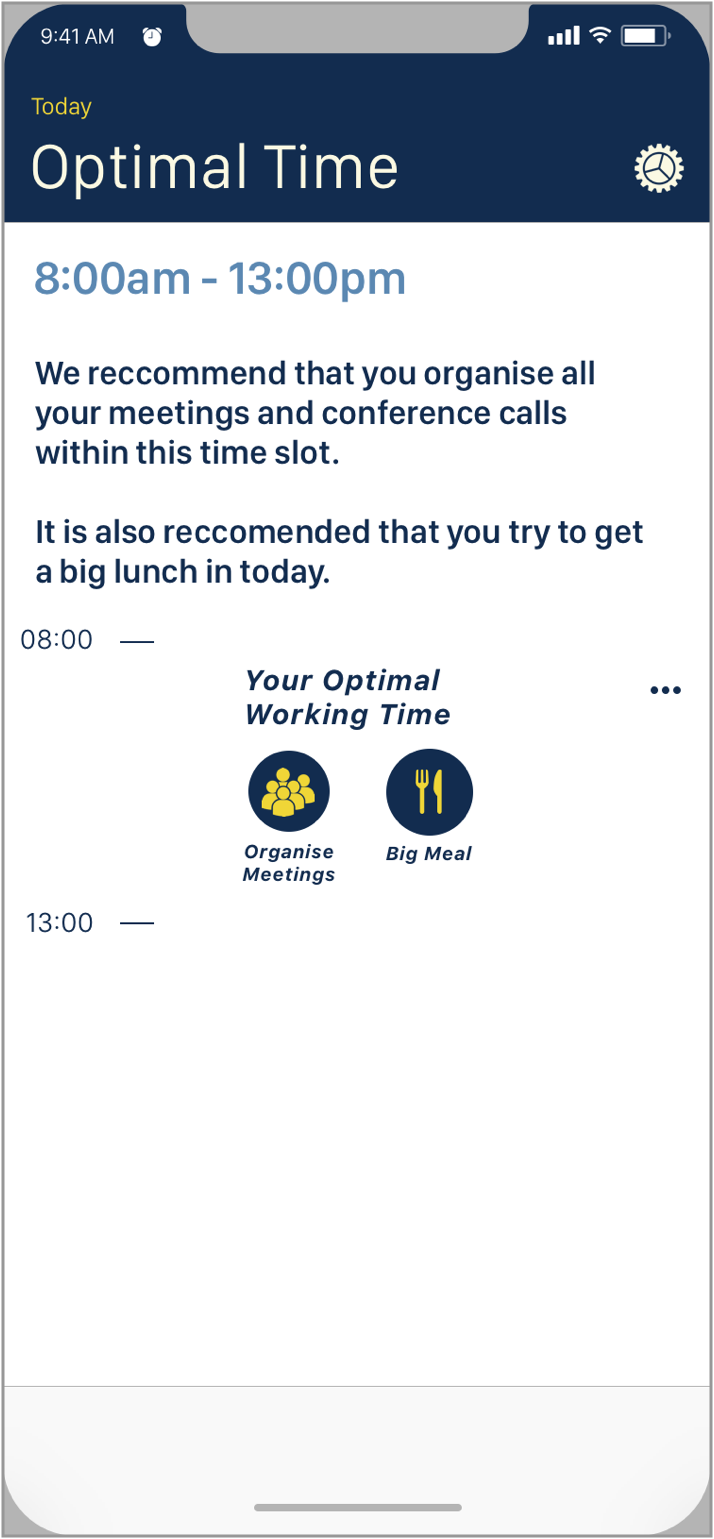 9:41 AM
Today
Optimal Time
8:00am - 13:00pm
We reccommend that you organise all
your meetings and conference calls
within this time slot.
It is also reccomended that you try to get
a big lunch in today.
08:00
Your Optimal
Working Time
Organise
Meetings
Big Meal
13:00